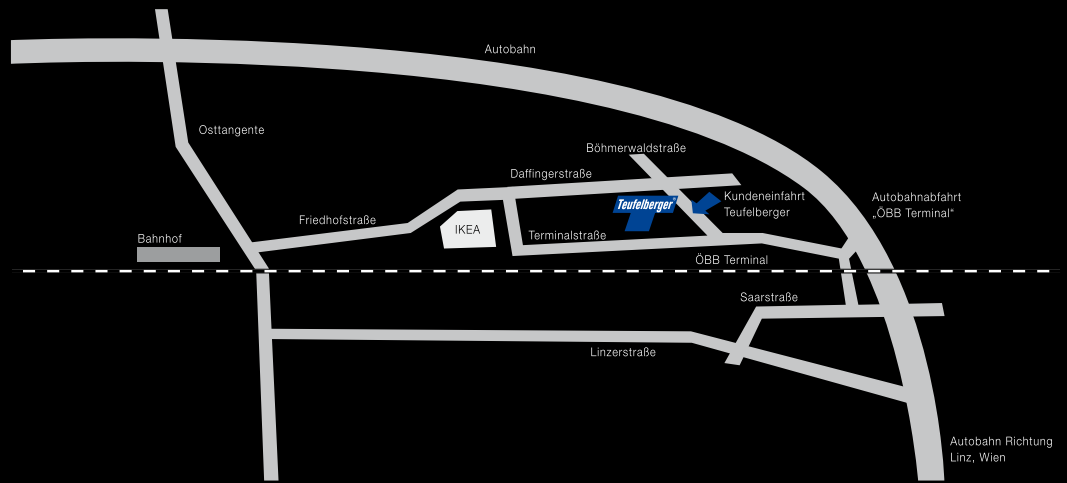 Autobahn
Osttangente
Böhmerwaldstraße
Daffingerstraße
Kundeneinfahrt
Teufelberger
Autobahnabfahrt
„ÖBB Terminal“
Teufelberger
Friedhofstraße
IKEA
Terminalstraße
Bahnhof
ÖBB Terminal
Saarstraße
Linzerstraße
Autobahn Richtung
Linz, Wien